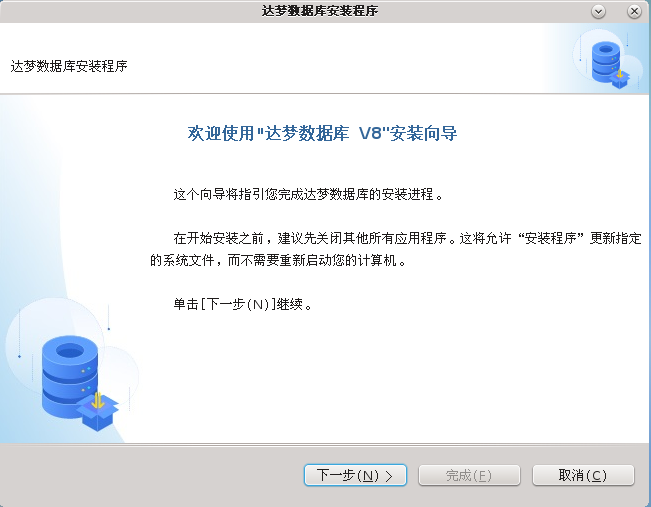 达梦数据库安装程序
达梦数据库安装程序
欢迎使用"达梦数据库 V8"安装向导
这个向导将指引您完成达梦数据库的安装进程。
在开始安装之前，建议先关闭其他所有应用程序。这将允许“安装程序”更新指定
的系统文件，而不需要重新启动您的计算机。
单击[下一步(N)]继续。
下一步(N) > 完成(F) 取消(C)